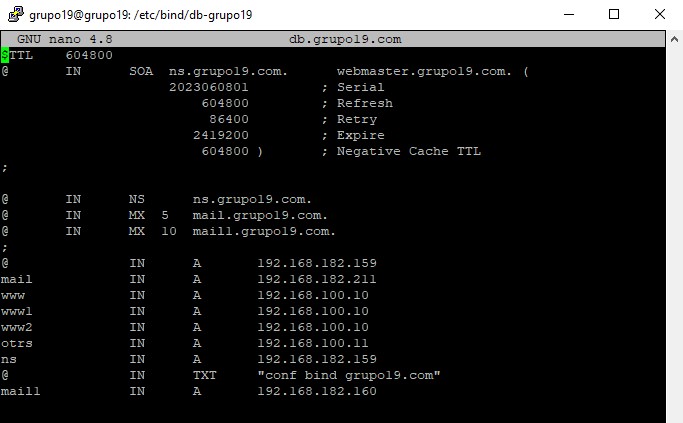 grupo19@grupo19: /etc/bind/db-grupo19
GNU nano 4.8 db.grupo19.com
$TTL 604800
@ IN SOA ns.grupo19.com. webmaster.grupo19.com. (
2023060801 ; Serial
604800 ; Refresh
86400 ; Retry
2419200 ; Expire
604800 ) ; Negative Cache TTL
;
@ IN NS ns.grupo19.com.
@ IN MX 5 mail.grupo19.com.
@ IN MX 10 mail1.grupo19.com.
;
@ IN A 192.168.182.159
mail IN A 192.168.182.211
www IN A 192.168.100.10
www1 IN A 192.168.100.10
www2 IN A 192.168.100.10
otrs IN A 192.168.100.11
ns IN A 192.168.182.159
@ IN TXT "conf bind grupo19.com"
mail1 IN A 192.168.182.160